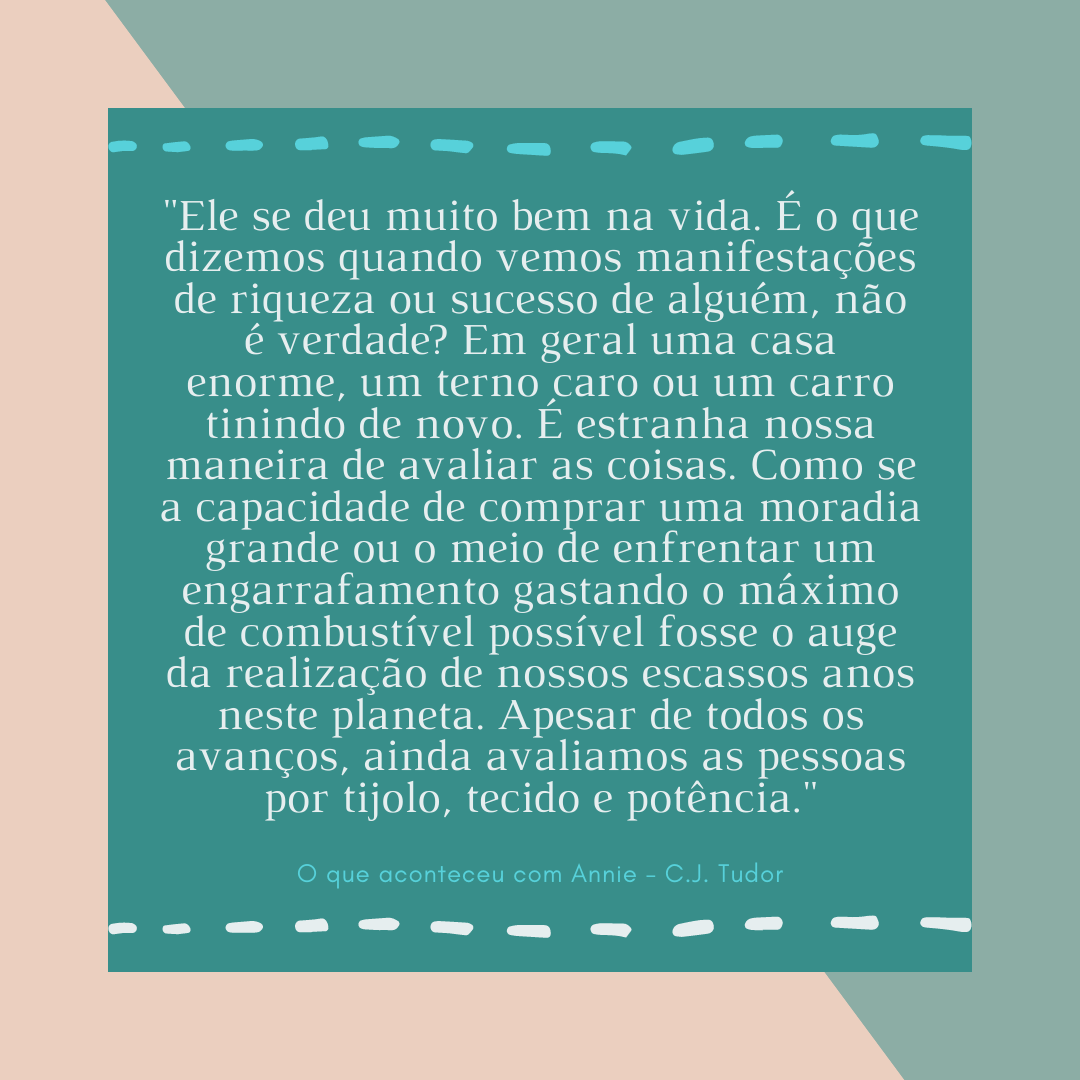 "Ele se deu muito bem na vida. É o que
dizemos quando vemos manifestações
de riqueza ou sucesso de alguém, não
é verdade? Em geral uma casa
enorme, um terno caro ou um carro
tinindo de novo. É estranha nossa
maneira de avaliar as coisas. Como se
a capacidade de comprar uma moradia
grande ou o meio de enfrentar um
engarrafamento gastando o máximo
de combustível possível fosse o auge
da realização de nossos escassos anos
neste planeta. Apesar de todos os
avanços, ainda avaliamos as pessoas
por tijolo, tecido e potência."
O que aconteceu com Annie - C.J. Tudor